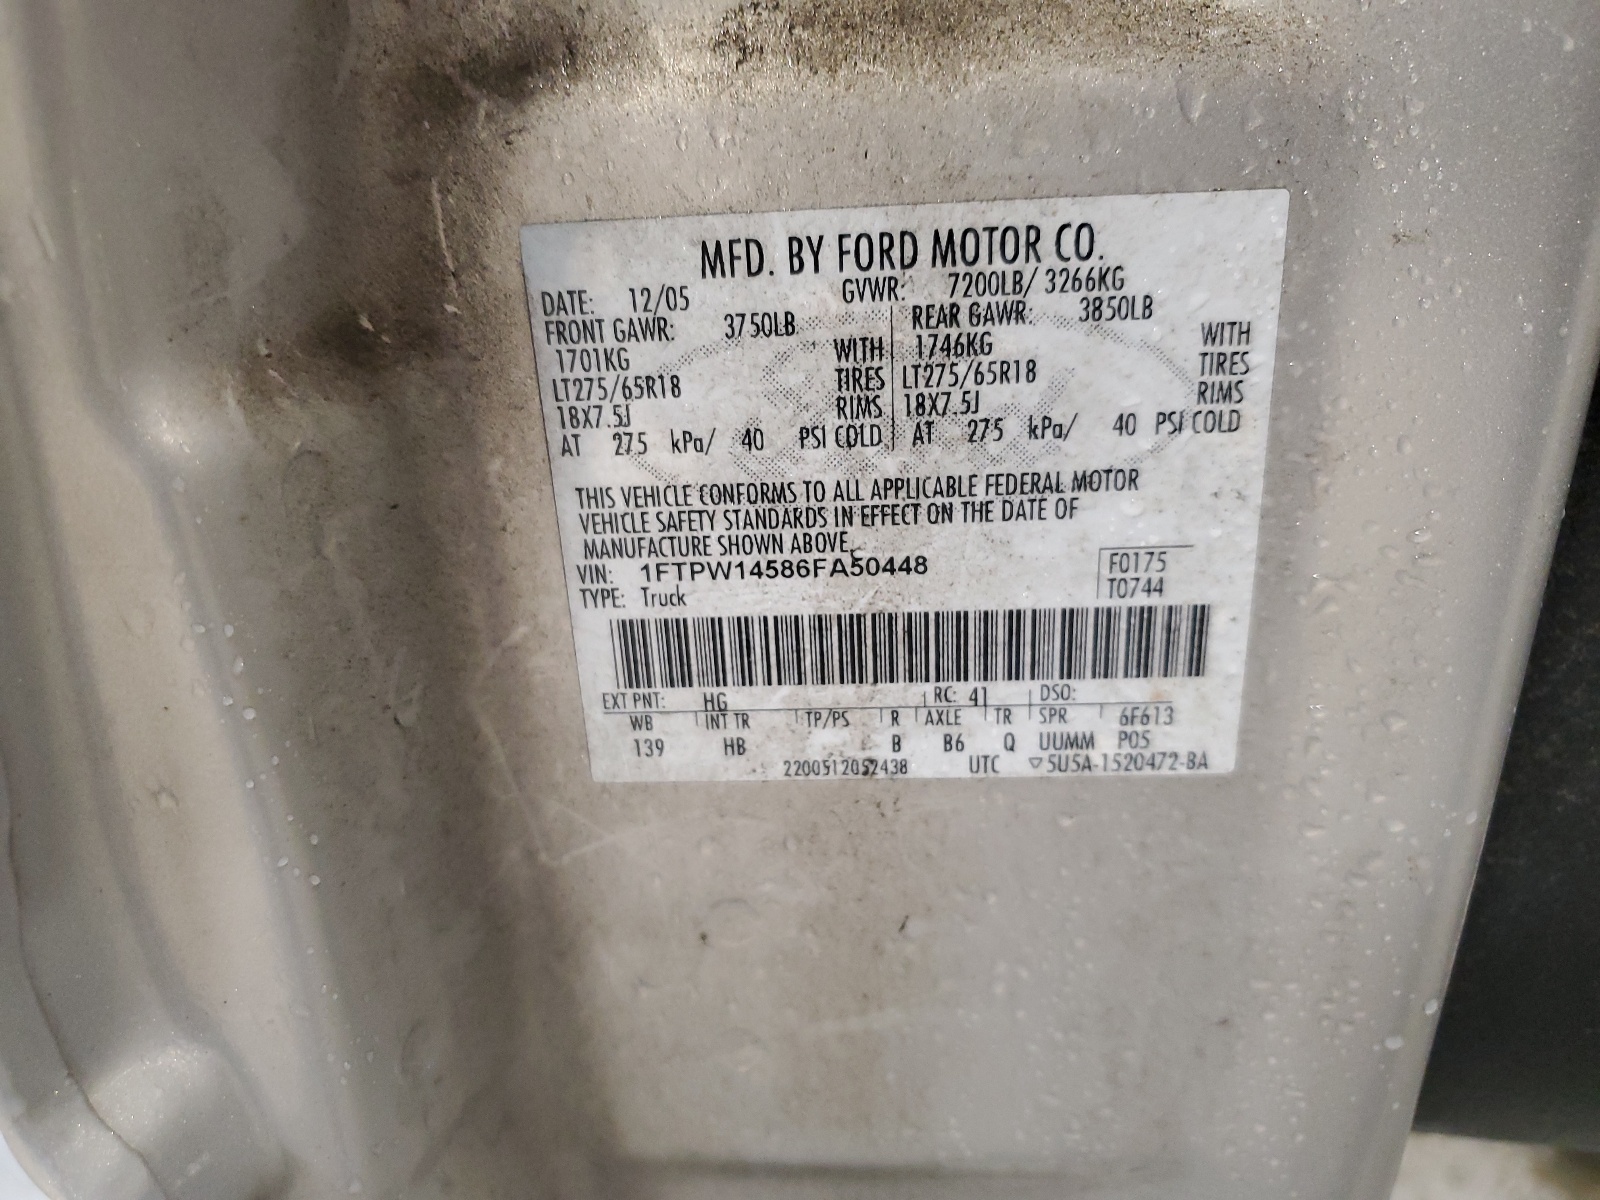 MFD. BY FORD MOTOR CO.
DATE: 12/05 GVWR: 7200LB/ 3266KG
FRONT GAWR: 3750LB REAR GAWR: 3850LB
1701KG WITH 1746KG WITH
LT275/65R18 TIRES LT275/65R18 TIRES
18X7.5J RIMS 18X7.5J RIMS
AT 275 kPa/ 40 PSI COLD AT 275 kPa/ 40 PSI COLD
THIS VEHICLE CONFORMS TO ALL APPLICABLE FEDERAL MOTOR
VEHICLE SAFETY STANDARDS IN EFFECT ON THE DATE OF
MANUFACTURE SHOWN ABOVE.
VIN: 1FTPW14586FA50448 F0175
TYPE: Truck T0744
EXT PNT: HG RC: 41 DSO:
WB INT TR TP/PS R AXLE TR SPR 6F613
139 HB B B6 Q UUMM P05
2200512052438 UTC ▽5U5A-1520472-BA